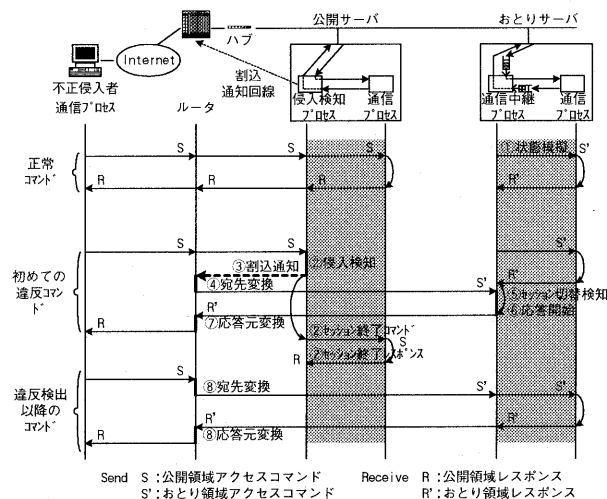 公開サーバ
おとりサーバ
ハブ
Internet
割込
通知回線
不正侵入者
通信プロセス
ルータ
侵入検知
プロセス
通信
プロセス
通信中継
プロセス
通信
プロセス
正常
コマンド
S
S
S
①状態模擬
S'
R
R
R
R'
初めての
違反コマン
ド
S
S
S'
③割込通知
②侵入検知
④宛先変換
S'
R'
⑤セッション切替検知
R'
⑦応答元変換
⑥応答開始
R
②セッション終了コマンド
S
R
②セッション終了レスポンス
違反検出
以降の
コマンド
S
⑧宛先変換
S'
S'
R'
R'
R
⑧応答元変換
Send S :公開領域アクセスコマンド
Receive R :公開領域レスポンス
S':おとり領域アクセスコマンド
R':おとり領域レスポンス